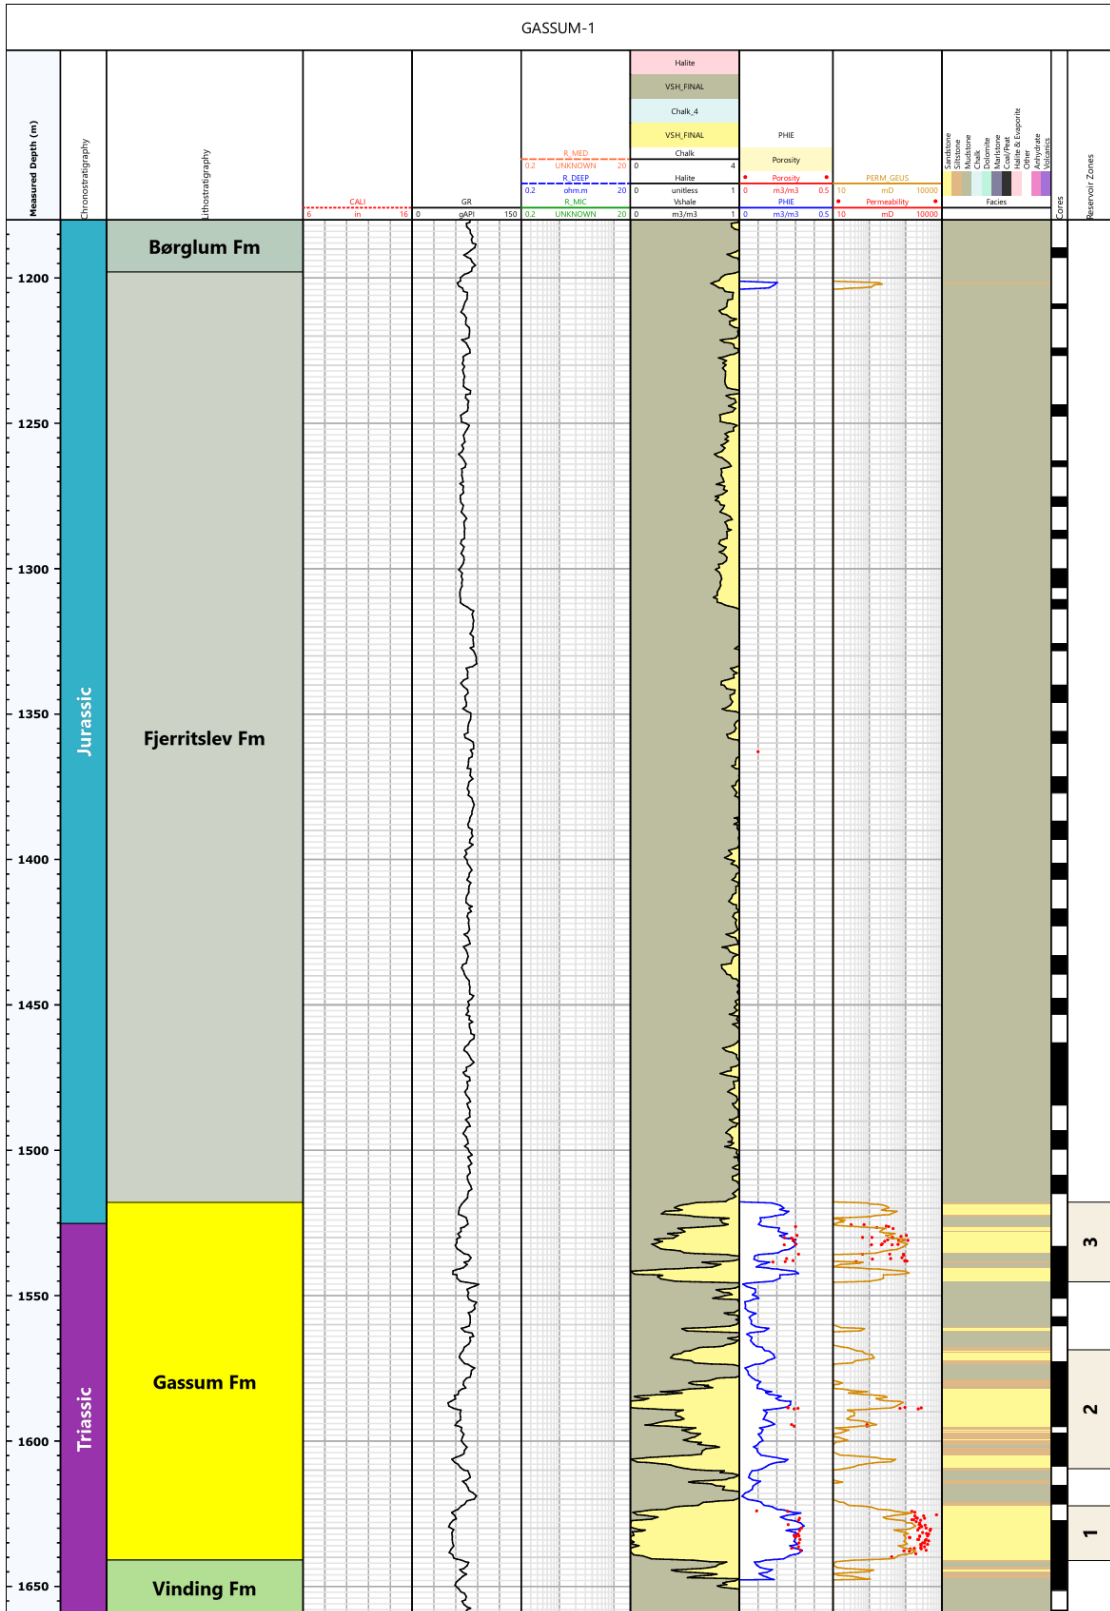 GASSUM-1
Measured Depth (m)
Chronostratigraphy
Lithostratigraphy
CALI
6 in 16
GR
0 gAPI 150
R_MED
0.2 UNKNOWN 20
R_DEEP
0.2 ohm.m 20
R_MIC
0.2 UNKNOWN 20
Halite
VSH_FINAL
Chalk_4
VSH_FINAL
Chalk
0 4
Halite
0 unitless 1
Vshale
0 m3/m3 1
PHIE
Porosity
Porosity
0 m3/m3 0.5
PHIE
0 m3/m3 0.5
PERM_GEUS
10 mD 10000
Permeability
10 mD 10000
Sandstone
Siltstone
Mudstone
Chalk
Dolomite
Marlstone
Coal/Peat
Halite & Evaporite
Other
Anhydrite
Volcanics
Facies
Cores
Reservoir Zones
Børglum Fm
1200
1250
1300
1350
Jurassic
Fjerritslev Fm
1400
1450
1500
3
1550
Gassum Fm
Triassic
2
1600
1
1650
Vinding Fm